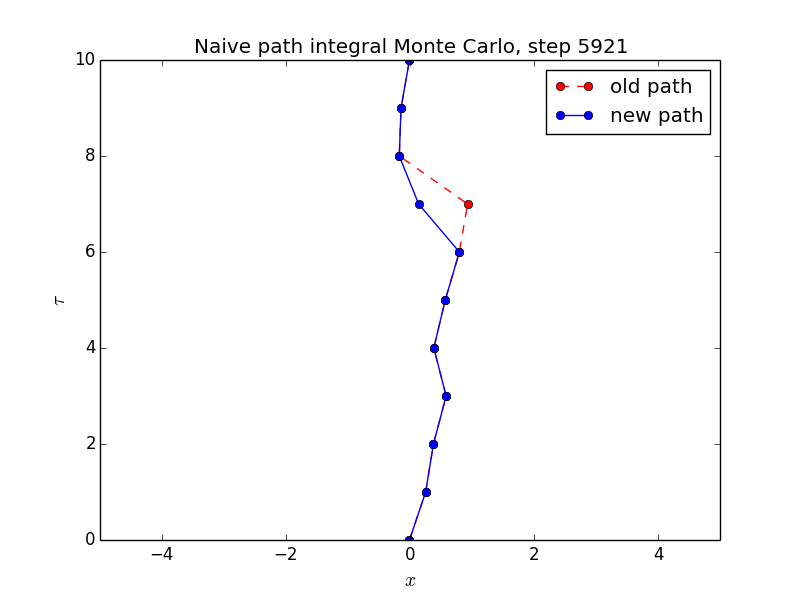 Naive path integral Monte Carlo, step 5921
old path
new path
10
8
6
4
2
0
τ
−4
−2
0
2
4
x